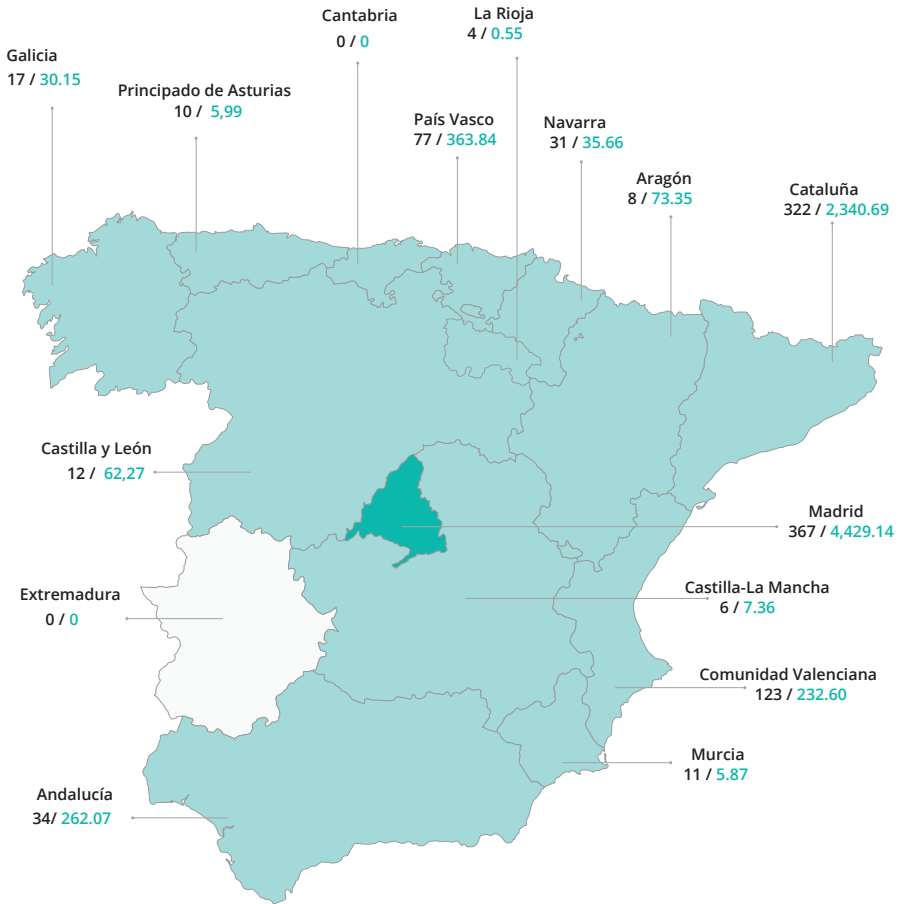 Cantabria
0 / 0
La Rioja
4 / 0.55
Galicia
17 / 30.15
Principado de Asturias
10 / 5,99
País Vasco
77 / 363.84
Navarra
31 / 35.66
Aragón
8 / 73.35
Cataluña
322 / 2,340.69
Castilla y León
12 / 62,27
Madrid
367 / 4,429.14
Extremadura
0 / 0
Castilla-La Mancha
6 / 7.36
Comunidad Valenciana
123 / 232.60
Murcia
11 / 5.87
Andalucía
34/ 262.07